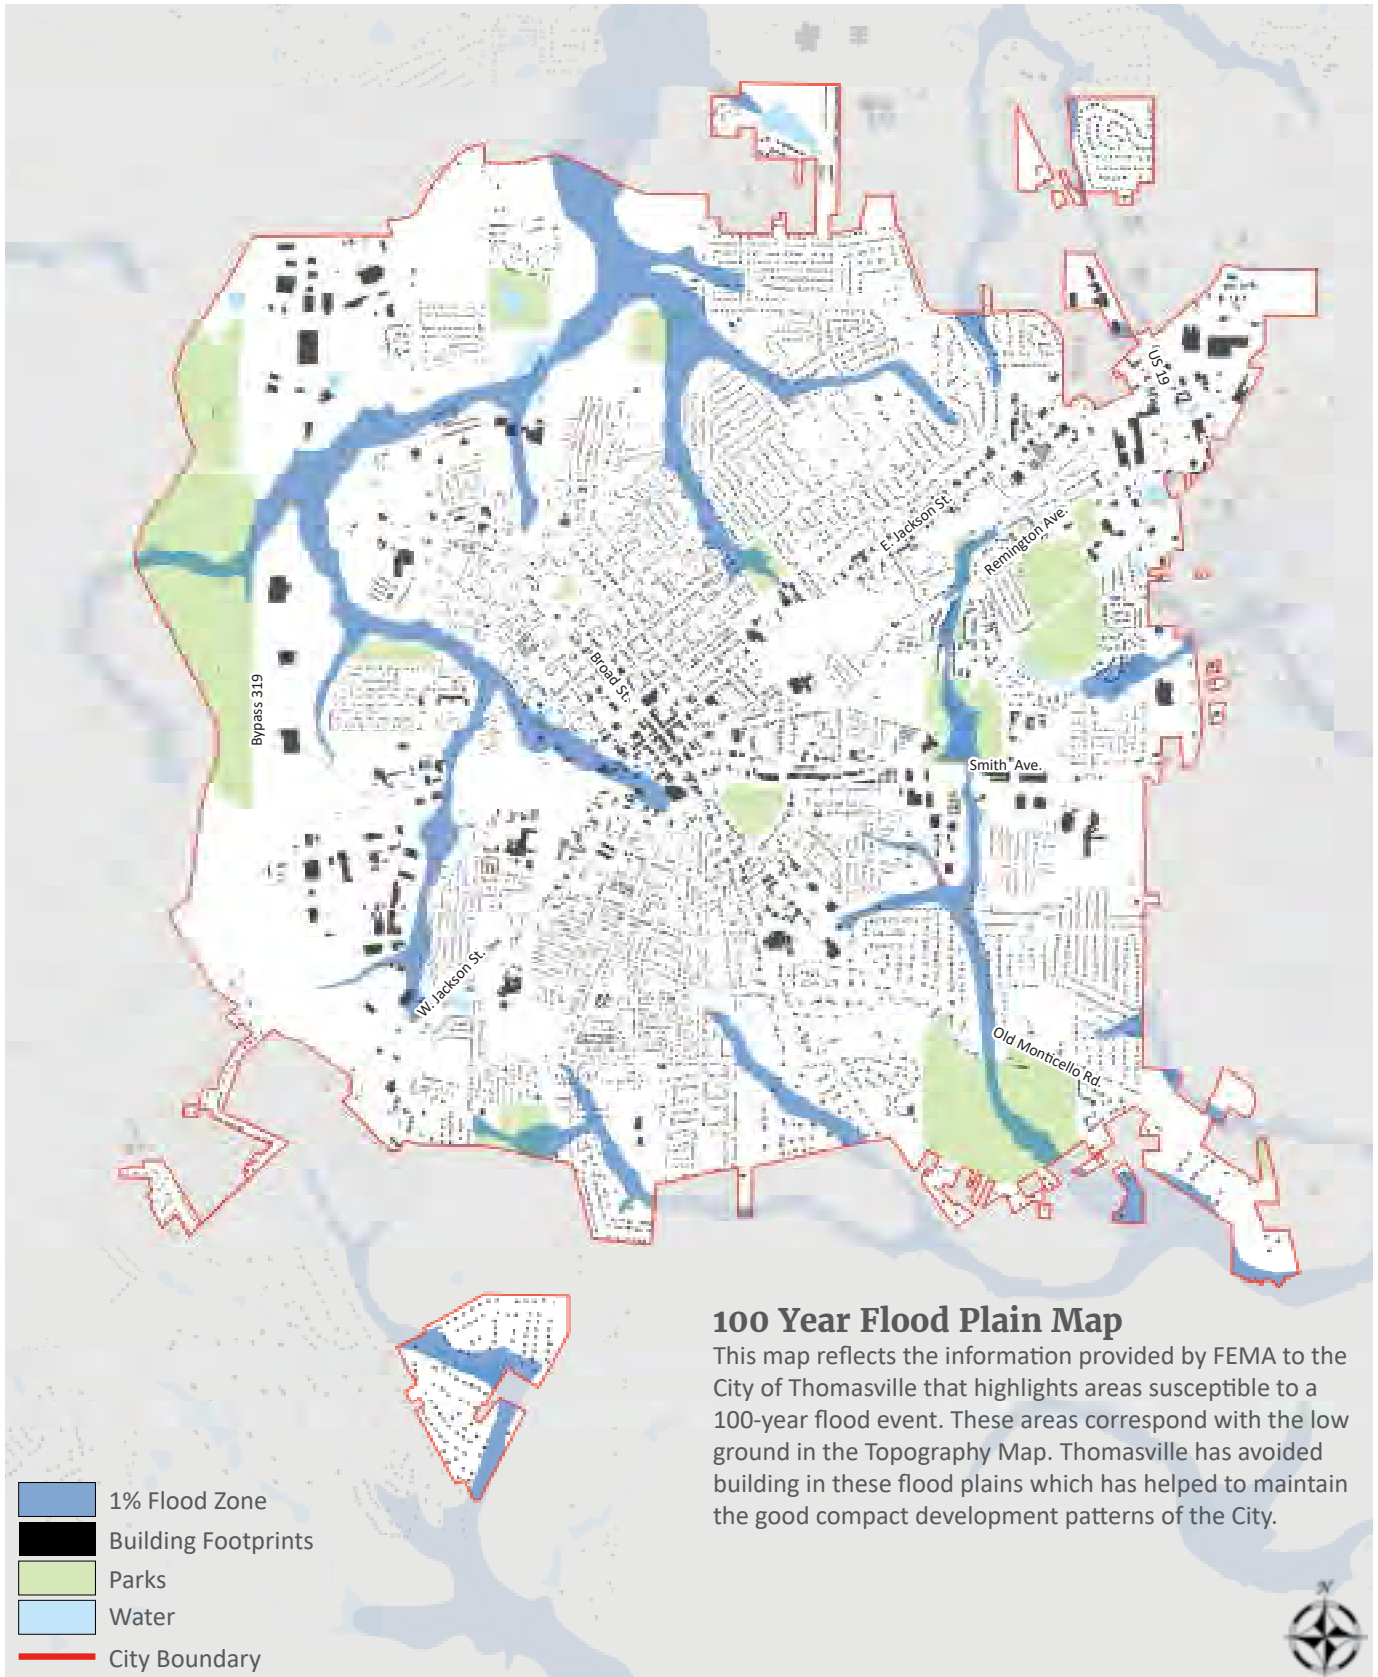 US 19
E. Jackson St.
Remington Ave.
Broad St.
Bypass 319
Smith Ave.
W. Jackson St.
Old Monticello Rd.
100 Year Flood Plain Map
This map reflects the information provided by FEMA to the
City of Thomasville that highlights areas susceptible to a
100-year flood event. These areas correspond with the low
ground in the Topography Map. Thomasville has avoided
building in these flood plains which has helped to maintain
the good compact development patterns of the City.
1% Flood Zone
Building Footprints
Parks
Water
City Boundary
N